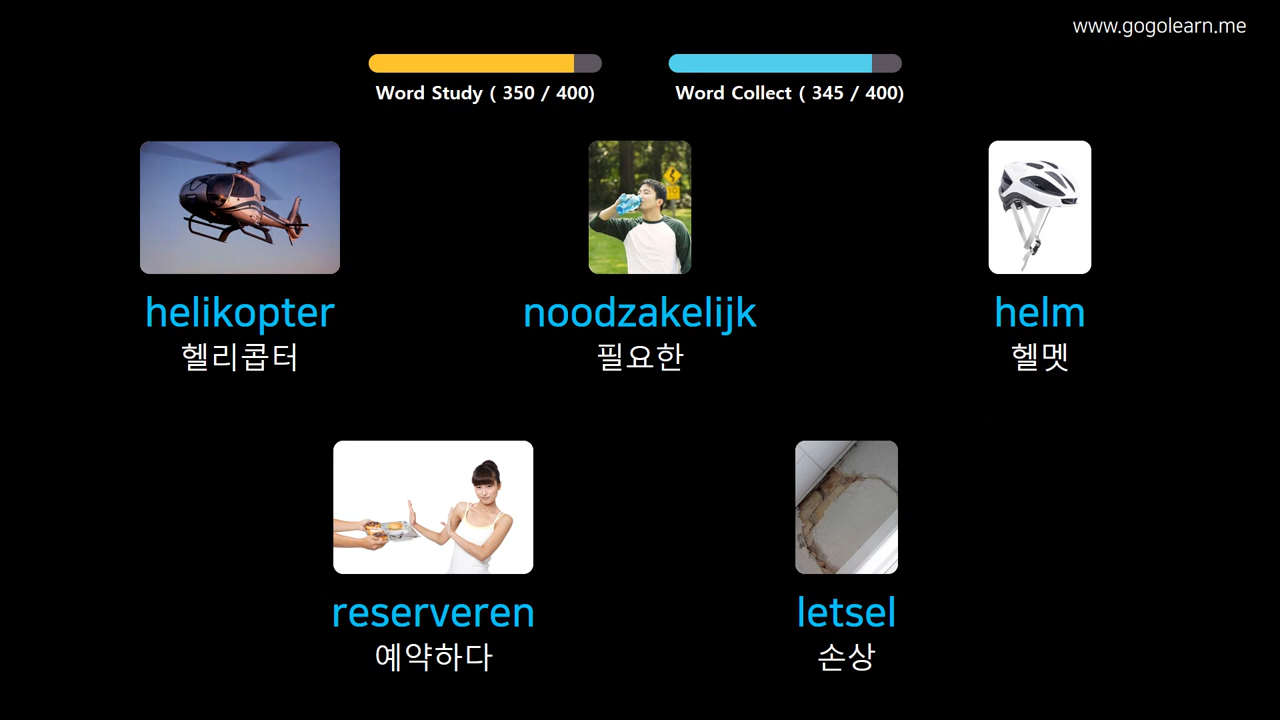 www.gogolearn.me
Word Study ( 350 / 400)
Word Collect ( 345 / 400)
helikopter
헬리콥터
noodzakelijk
필요한
helm
헬멧
reserveren
예약하다
letsel
손상